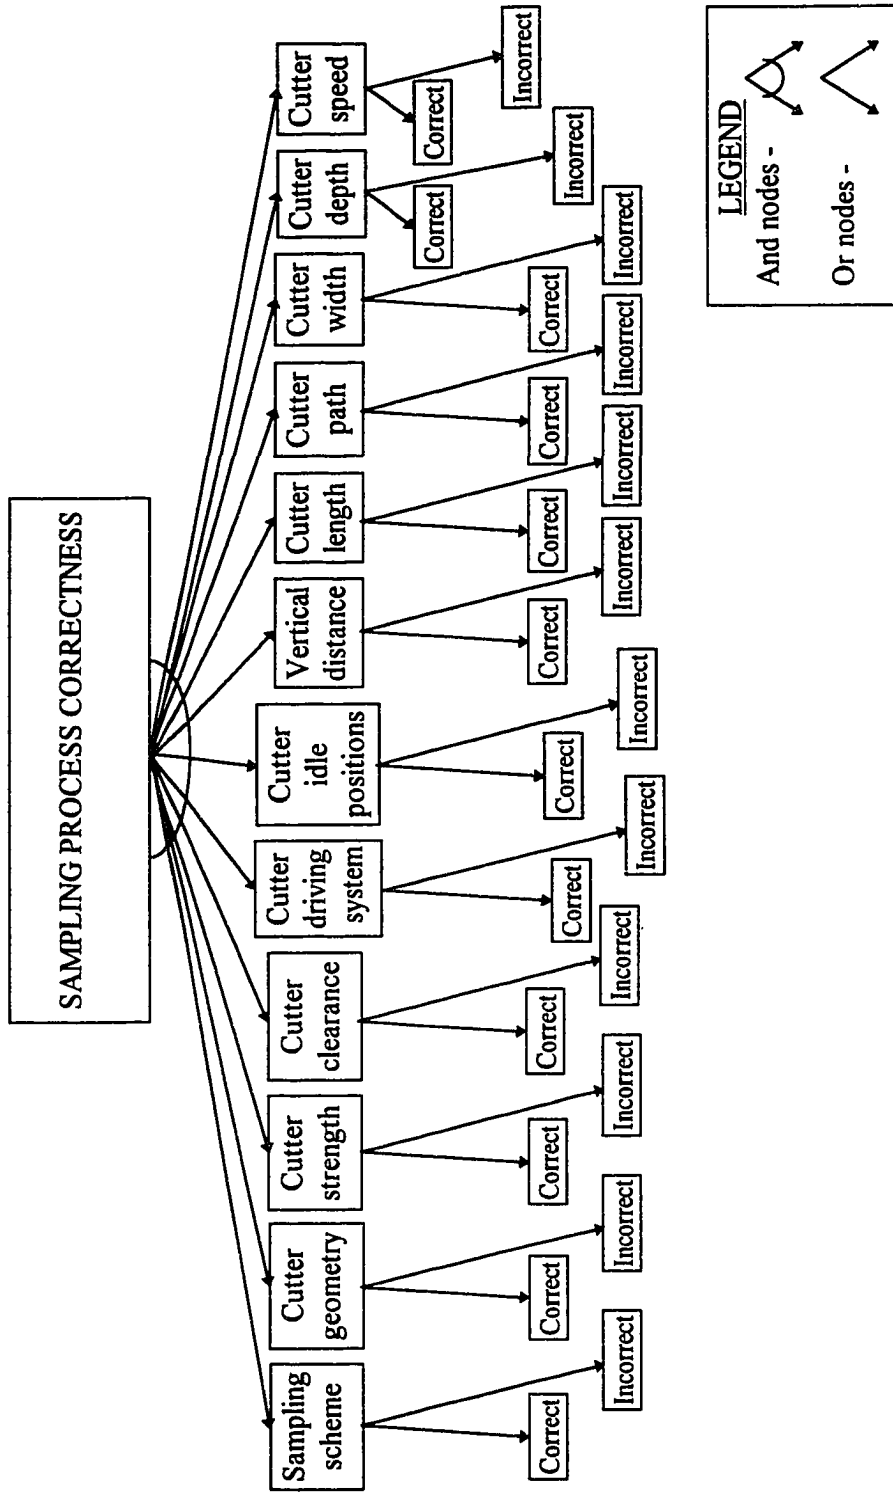 SAMPLING PROCESS CORRECTNESS
Sampling
scheme
Cutter
geometry
Cutter
strength
Cutter
clearance
Cutter
driving
system
Cutter
idle
positions
Vertical
distance
Cutter
length
Cutter
path
Cutter
width
Cutter
depth
Cutter
speed
Correct
Incorrect
Correct
Incorrect
Correct
Incorrect
Correct
Incorrect
Correct
Incorrect
Correct
Incorrect
Correct
Incorrect
Correct
Incorrect
Correct
Incorrect
Correct
Incorrect
Correct
Incorrect
Correct
Incorrect
LEGEND
And nodes -
Or nodes -